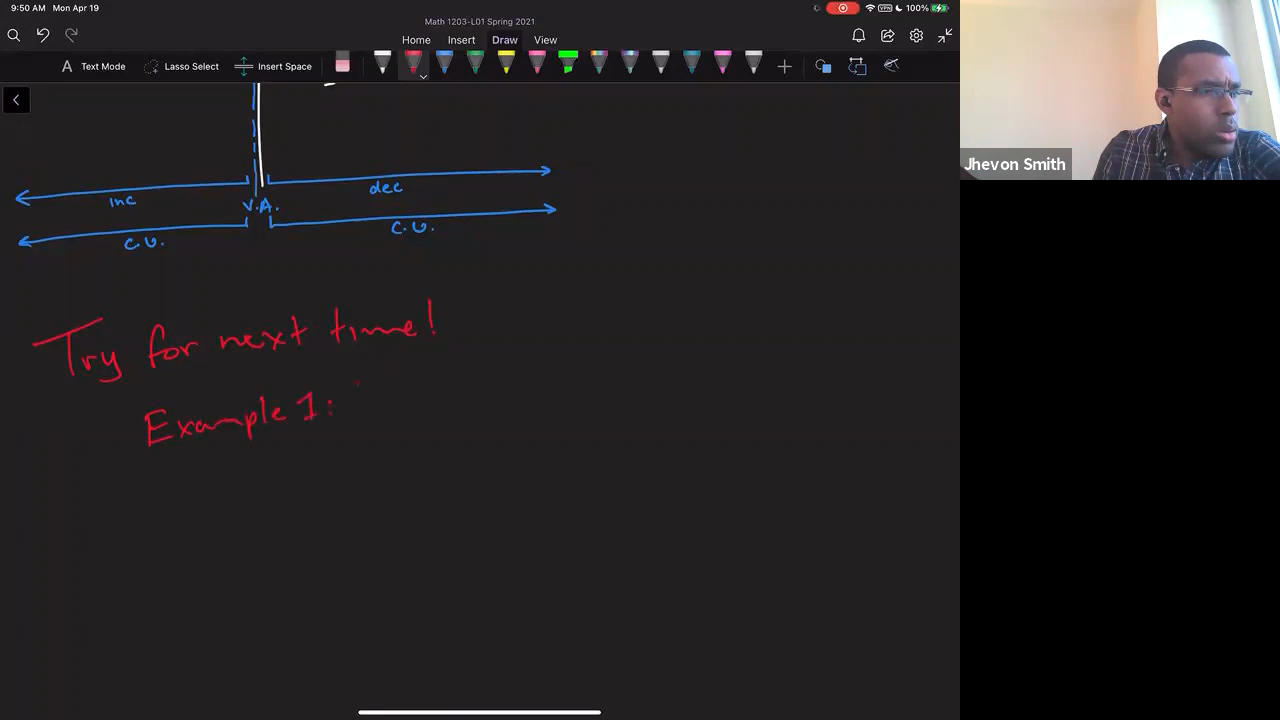 9:50 AM Mon Apr 19
VPN 100%
Math 1203-L01 Spring 2021
Home Insert Draw View
Text Mode Lasso Select Insert Space
inc V.A. dec
C.U. C.U.
Try for next time!
Example 1:
Jhevon Smith